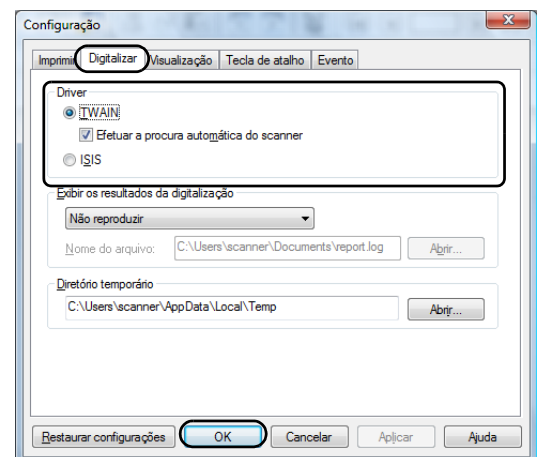 Configuração
Imprimir Digitalizar Visualização Tecla de atalho Evento
Driver
TWAIN
Efetuar a procura automática do scanner
ISIS
Exibir os resultados da digitalização
Não reproduzir
Nome do arquivo: C:\Users\scanner\Documents\report.log Abrir...
Diretório temporário
C:\Users\scanner\AppData\Local\Temp Abrir...
Restaurar configurações OK Cancelar Aplicar Ajuda